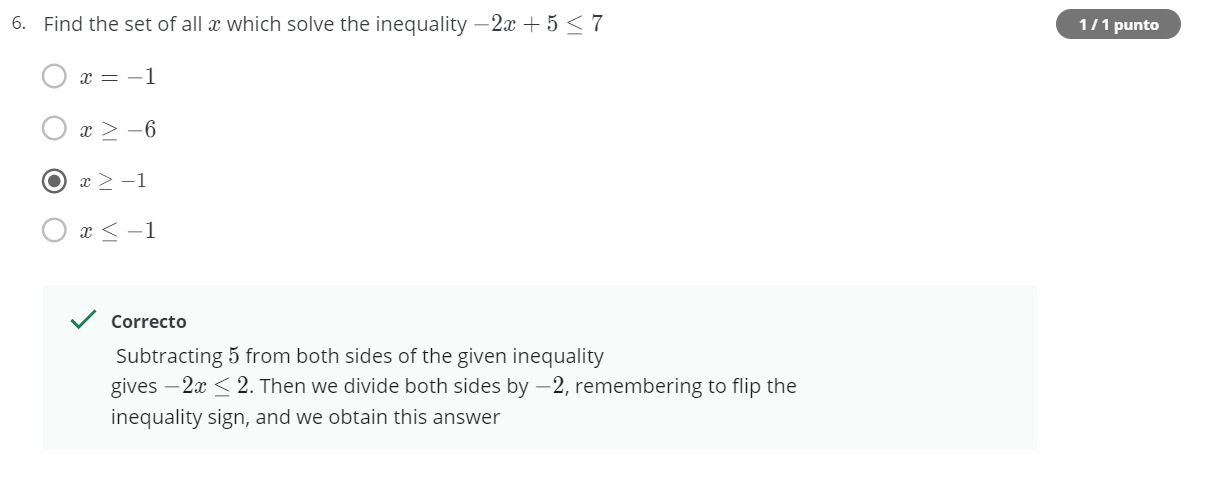 6. Find the set of all x which solve the inequality −2x + 5 ≤ 7
1 / 1 punto
x = −1
x ≥ −6
x ≥ −1
x ≤ −1
Correcto
Subtracting 5 from both sides of the given inequality
gives −2x ≤ 2. Then we divide both sides by −2, remembering to flip the
inequality sign, and we obtain this answer